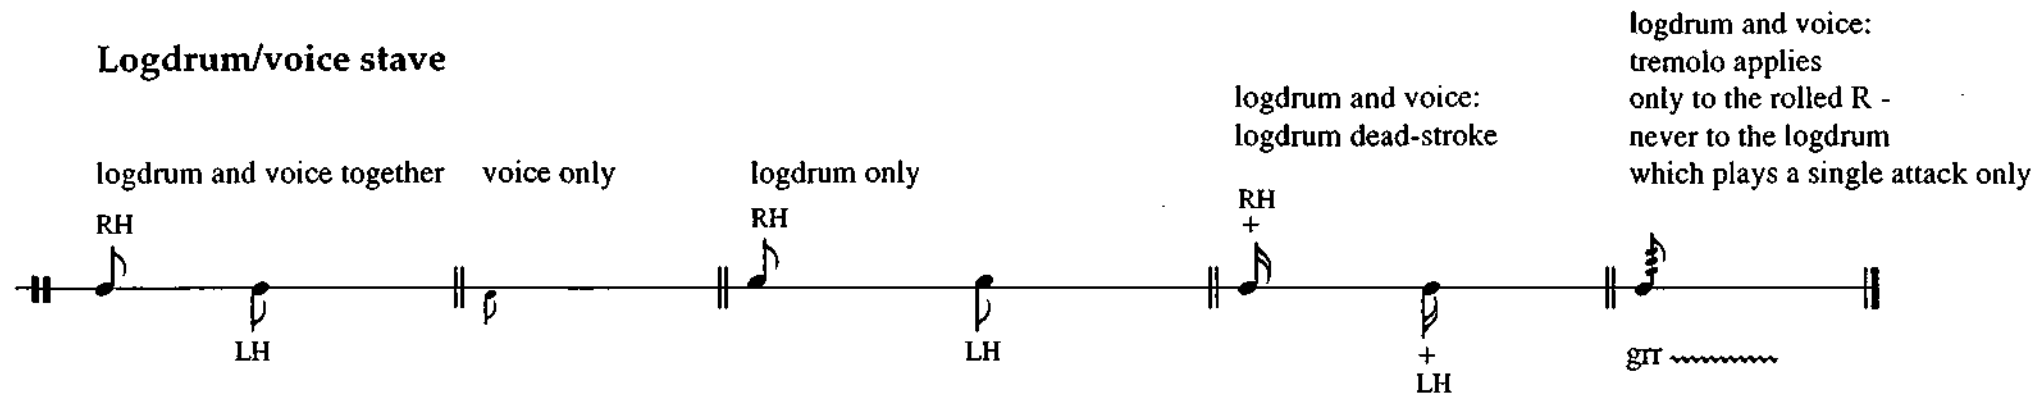 Logdrum/voice stave
logdrum and voice together
RH
LH
voice only
logdrum only
RH
LH
logdrum and voice:
logdrum dead-stroke
RH
+
+
LH
logdrum and voice:
tremolo applies
only to the rolled R -
never to the logdrum
which plays a single attack only
grr